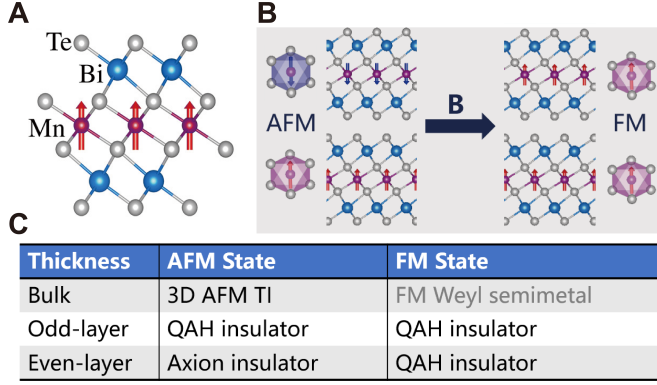 A
Te
Bi
Mn
B
AFM
B
FM
C
Thickness AFM State FM State
Bulk 3D AFM TI FM Weyl semimetal
Odd-layer QAH insulator QAH insulator
Even-layer Axion insulator QAH insulator